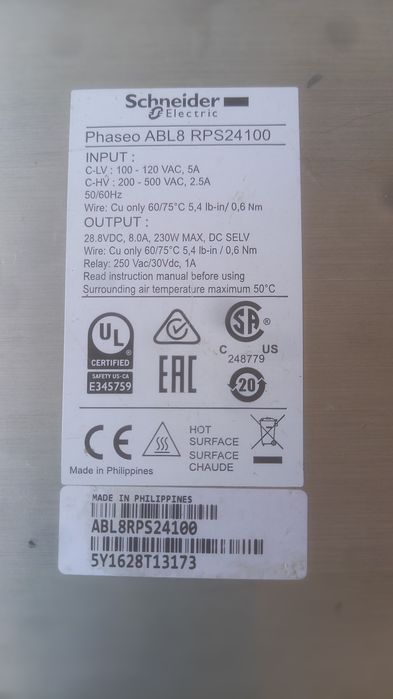 Schneider
Electric
Phaseo ABL8 RPS24100
INPUT :
C-LV : 100 - 120 VAC, 5A
C-HV : 200 - 500 VAC, 2.5A
50/60Hz
Wire: Cu only 60/75°C 5,4 lb-in/ 0,6 Nm
OUTPUT :
28.8VDC, 8.0A, 230W MAX, DC SELV
Wire: Cu only 60/75°C 5,4 lb-in / 0,6 Nm
Relay: 250 Vac/30Vdc, 1A
Read instruction manual before using
Surrounding air temperature maximum 50°C
UL
®
CERTIFIED
SAFETY US-CA
E345759
EAC
SA ®
C US
248779
20
CE
HOT
SURFACE
SURFACE
CHAUDE
Made in Philippines
MADE IN PHILIPPINES
ABL8RPS24100
5Y1628T13173